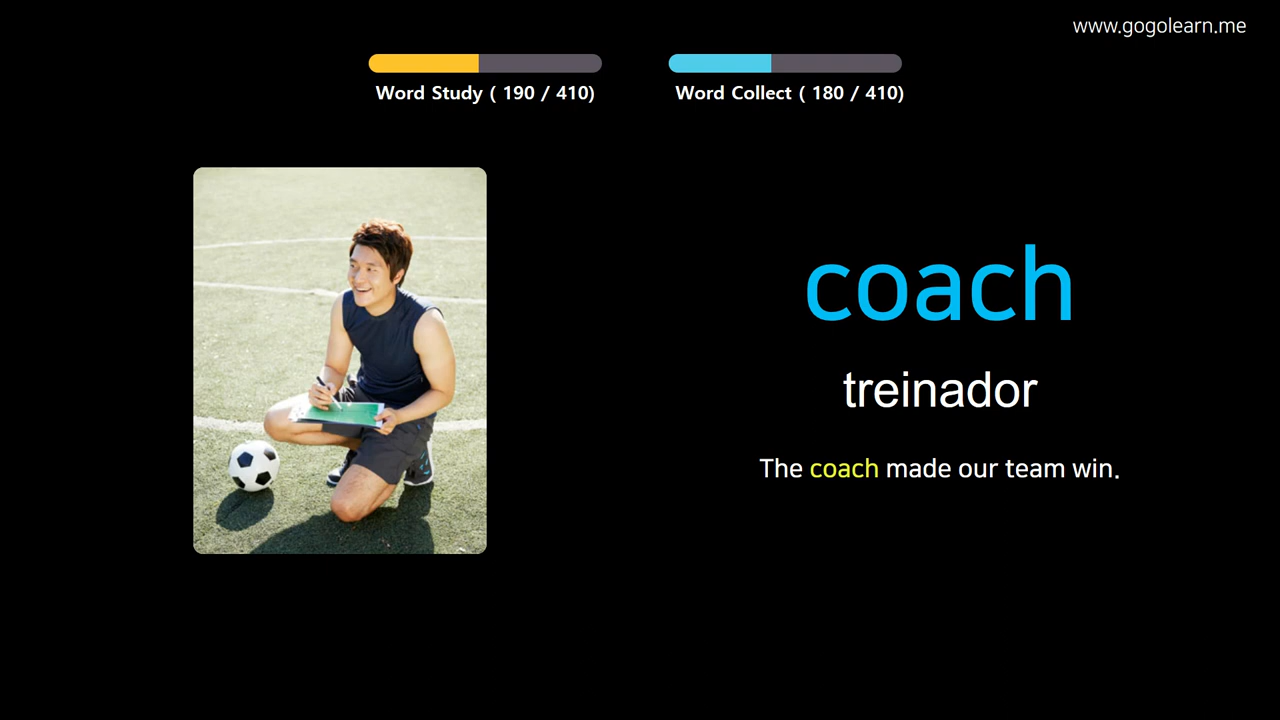 www.gogolearn.me
Word Study ( 190 / 410)
Word Collect ( 180 / 410)
coach
treinador
The coach made our team win.